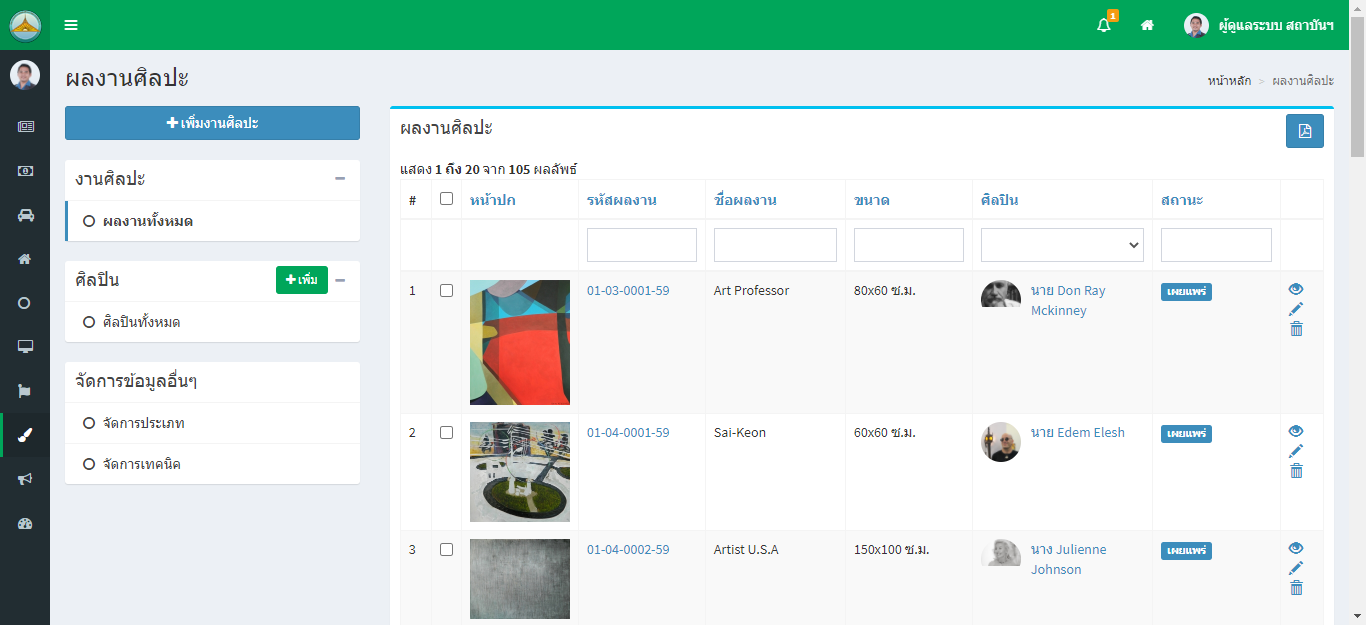 1
ผู้ดูแลระบบ สถาบันฯ
ผลงานศิลปะ
หน้าหลัก > ผลงานศิลปะ
+ เพิ่มงานศิลปะ
งานศิลปะ
ผลงานทั้งหมด
ศิลปิน
+ เพิ่ม
ศิลปินทั้งหมด
จัดการข้อมูลอื่นๆ
จัดการประเภท
จัดการเทคนิค
ผลงานศิลปะ
แสดง 1 ถึง 20 จาก 105 ผลลัพธ์
# หน้าปก รหัสผลงาน ชื่อผลงาน ขนาด ศิลปิน สถานะ
1 01-03-0001-59 Art Professor 80x60 ซ.ม. นาย Don Ray เผยแพร่
Mckinney
2 01-04-0001-59 Sai-Keon 60x60 ซ.ม. นาย Edem Elesh เผยแพร่
3 01-04-0002-59 Artist U.S.A 150x100 ซ.ม. นาง Julienne เผยแพร่
Johnson